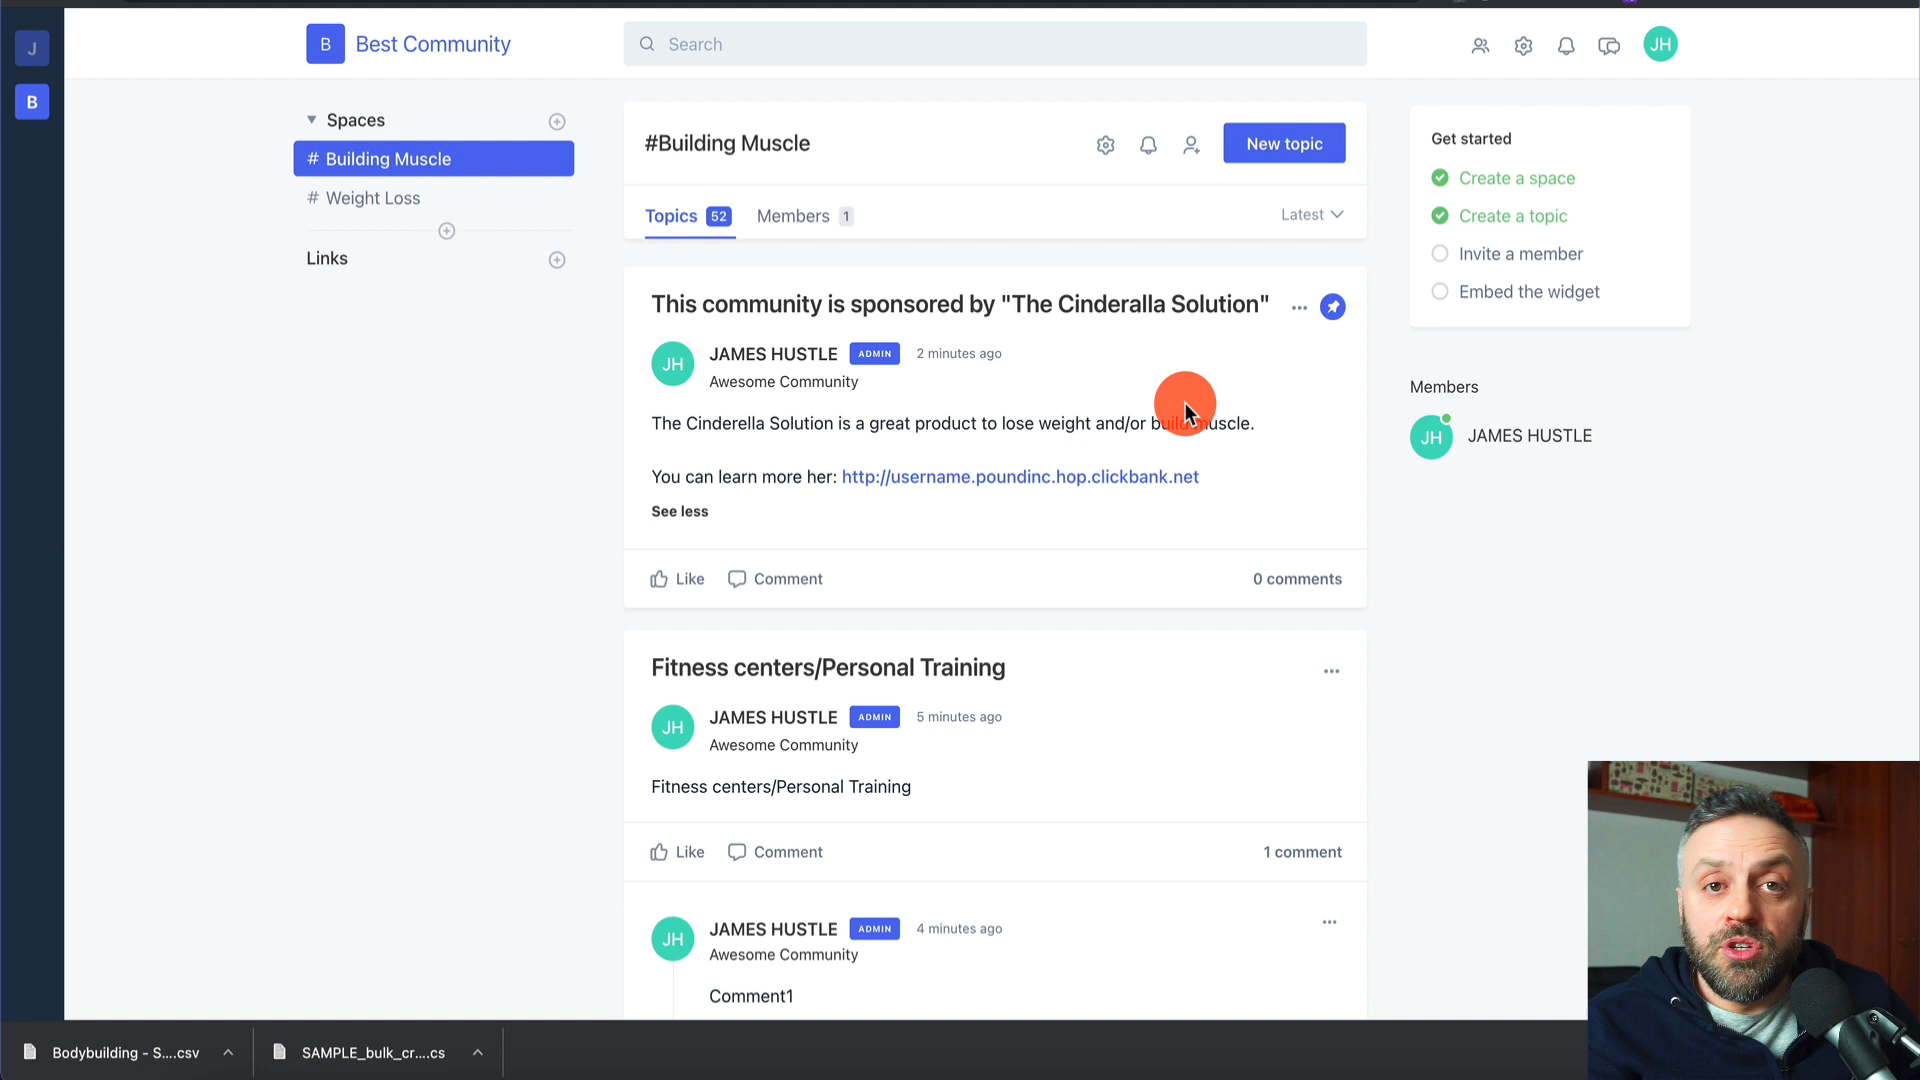 J
B
B Best Community
Search
JH
Spaces
# Building Muscle
# Weight Loss
Links
#Building Muscle
New topic
Topics 52
Members 1
Latest
This community is sponsored by "The Cinderalla Solution"
JH
JAMES HUSTLE ADMIN 2 minutes ago
Awesome Community
The Cinderella Solution is a great product to lose weight and/or build muscle.
You can learn more her: http://username.poundinc.hop.clickbank.net
See less
Like Comment 0 comments
Fitness centers/Personal Training
JH
JAMES HUSTLE ADMIN 5 minutes ago
Awesome Community
Fitness centers/Personal Training
Like Comment 1 comment
JH
JAMES HUSTLE ADMIN 4 minutes ago
Awesome Community
Comment1
Get started
Create a space
Create a topic
Invite a member
Embed the widget
Members
JH JAMES HUSTLE
Bodybuilding - S....csv
SAMPLE_bulk_cr....cs